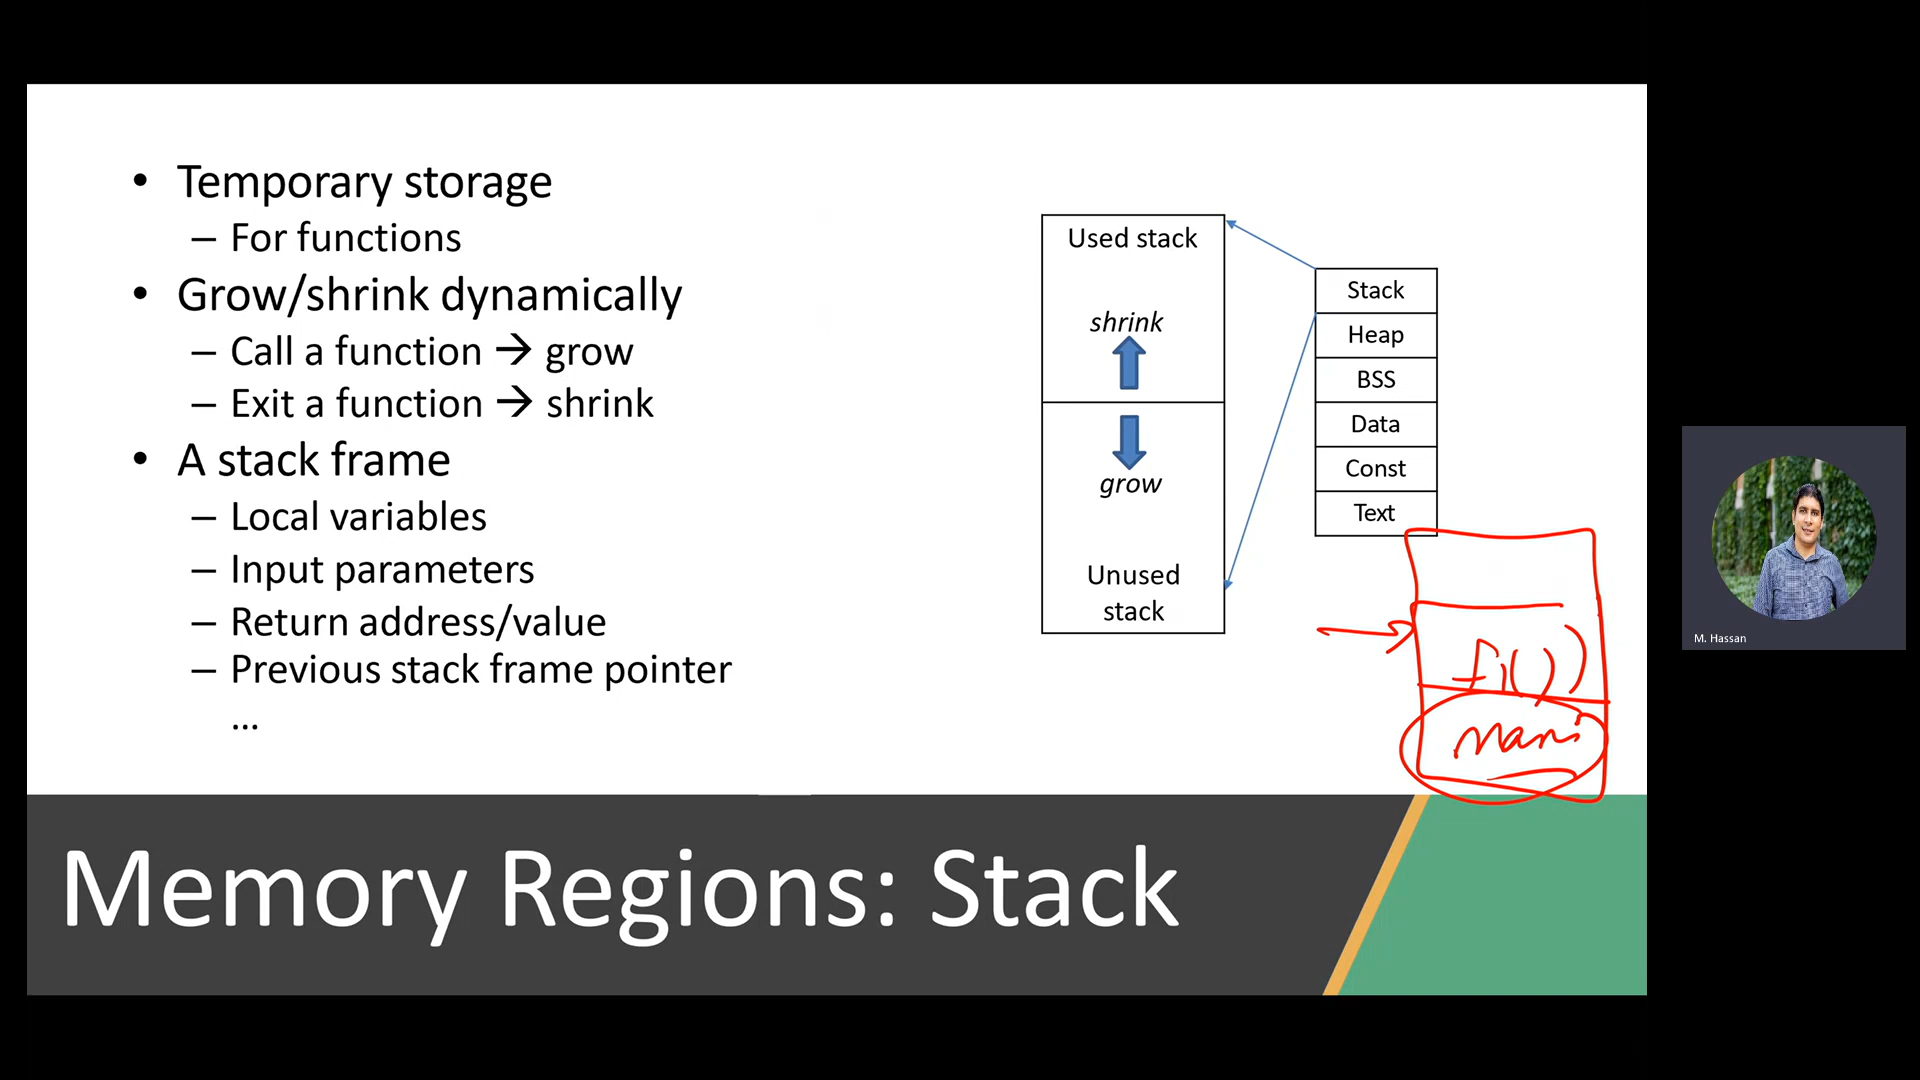 • Temporary storage
– For functions
• Grow/shrink dynamically
– Call a function → grow
– Exit a function → shrink
• A stack frame
– Local variables
– Input parameters
– Return address/value
– Previous stack frame pointer
...
Used stack
shrink
grow
Unused
stack
Stack
Heap
BSS
Data
Const
Text
f1()
Memory Regions: Stack
M. Hassan